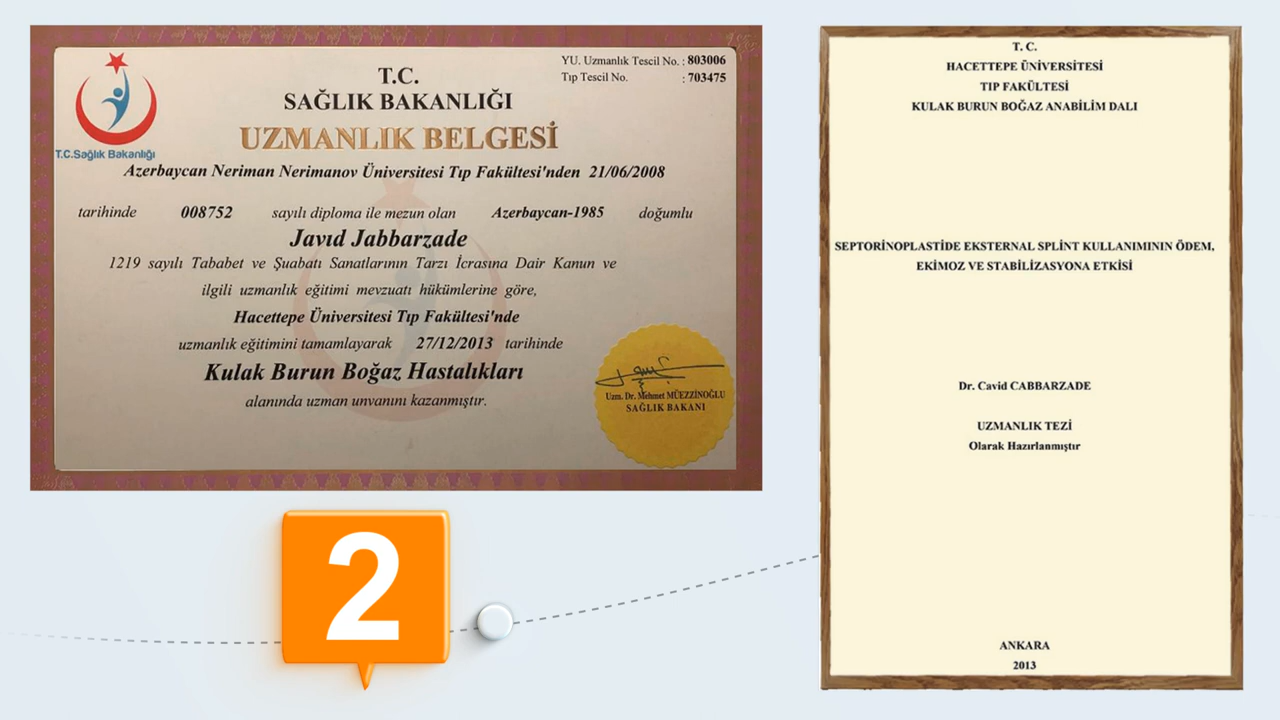 T.C. Sağlık Bakanlığı
YU. Uzmanlık Tescil No. : 803006
Tıp Tescil No. : 703475
T.C.
SAĞLIK BAKANLIĞI
UZMANLIK BELGESİ
Azerbaycan Neriman Nerimanov Üniversitesi Tıp Fakültesi'nden 21/06/2008
tarihinde 008752 sayılı diploma ile mezun olan Azerbaycan-1985 doğumlu
Javıd Jabbarzade
1219 sayılı Tababet ve Şuabatı Sanatlarının Tarzı İcrasına Dair Kanun ve
ilgili uzmanlık eğitimi mevzuatı hükümlerine göre,
Hacettepe Üniversitesi Tıp Fakültesi'nde
uzmanlık eğitimini tamamlayarak 27/12/2013 tarihinde
Kulak Burun Boğaz Hastalıkları
alanında uzman unvanını kazanmıştır.
Uzm. Dr. Mehmet MÜEZZİNOĞLU
SAĞLIK BAKANI
2
T. C.
HACETTEPE ÜNİVERSİTESİ
TIP FAKÜLTESİ
KULAK BURUN BOĞAZ ANABİLİM DALI
SEPTORİNOPLASTİDE EKSTERNAL SPLİNT KULLANIMININ ÖDEM,
EKİMOZ VE STABİLİZASYONA ETKİSİ
Dr. Cavid CABBARZADE
UZMANLIK TEZİ
Olarak Hazırlanmıştır
ANKARA
2013